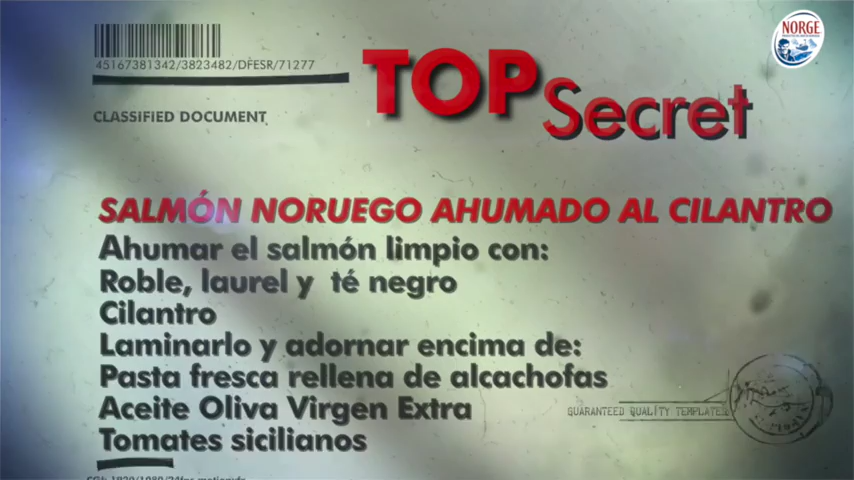 NORGE
45167381342/3823482/DFESR/71277
TOP Secret
CLASSIFIED DOCUMENT
SALMÓN NORUEGO AHUMADO AL CILANTRO
Ahumar el salmón limpio con:
Roble, laurel y té negro
Cilantro
Laminarlo y adornar encima de:
Pasta fresca rellena de alcachofas
Aceite Oliva Virgen Extra
GUARANTEED QUALITY TEMPLATES
Tomates sicilianos